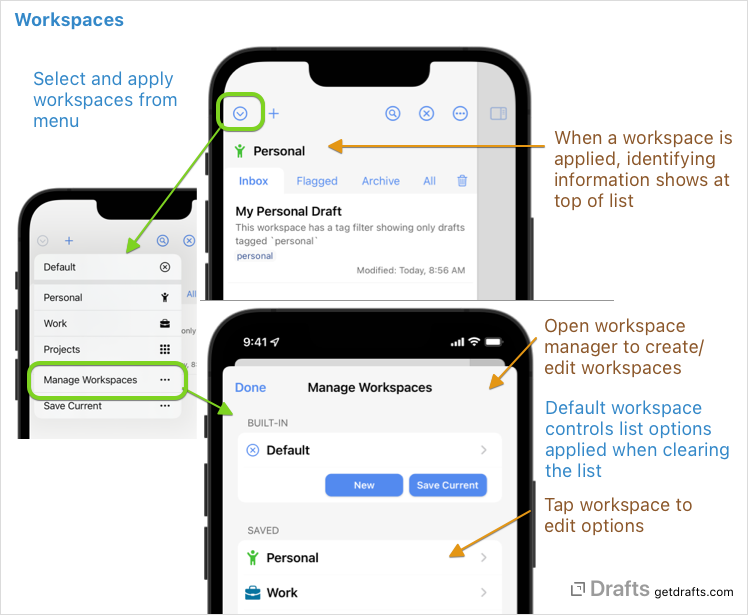 Workspaces
Select and apply
workspaces from
menu
Personal
When a workspace is
applied, identifying
information shows at
top of list
Inbox
Flagged
Archive
All
My Personal Draft
This workspace has a tag filter showing only drafts
tagged `personal`
personal
Modified: Today, 8:56 AM
Default
Personal
All
Work
only
Projects
Manage Workspaces
Save Current
9:41
Done
Manage Workspaces
Open workspace
manager to create/
edit workspaces
BUILT-IN
Default
New
Save Current
Default workspace
controls list options
applied when clearing
the list
SAVED
Personal
Work
Tap workspace to
edit options
Drafts getdrafts.com